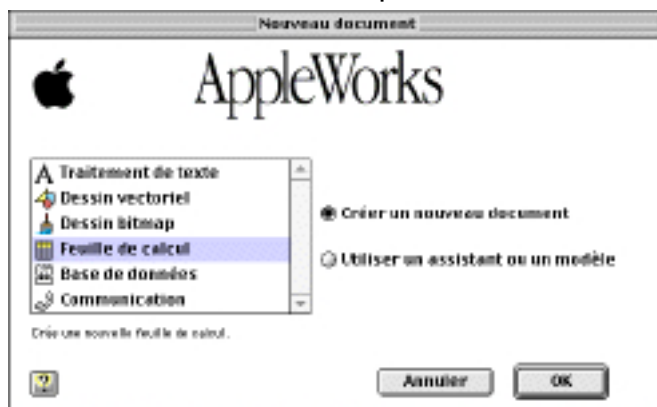 Nouveau document
AppleWorks
Traitement de texte
Dessin vectoriel
Dessin bitmap
Feuille de calcul
Base de données
Communication
Créer un nouveau document
Utiliser un assistant ou un modèle
Crée une nouvelle feuille de calcul.
?
Annuler
OK